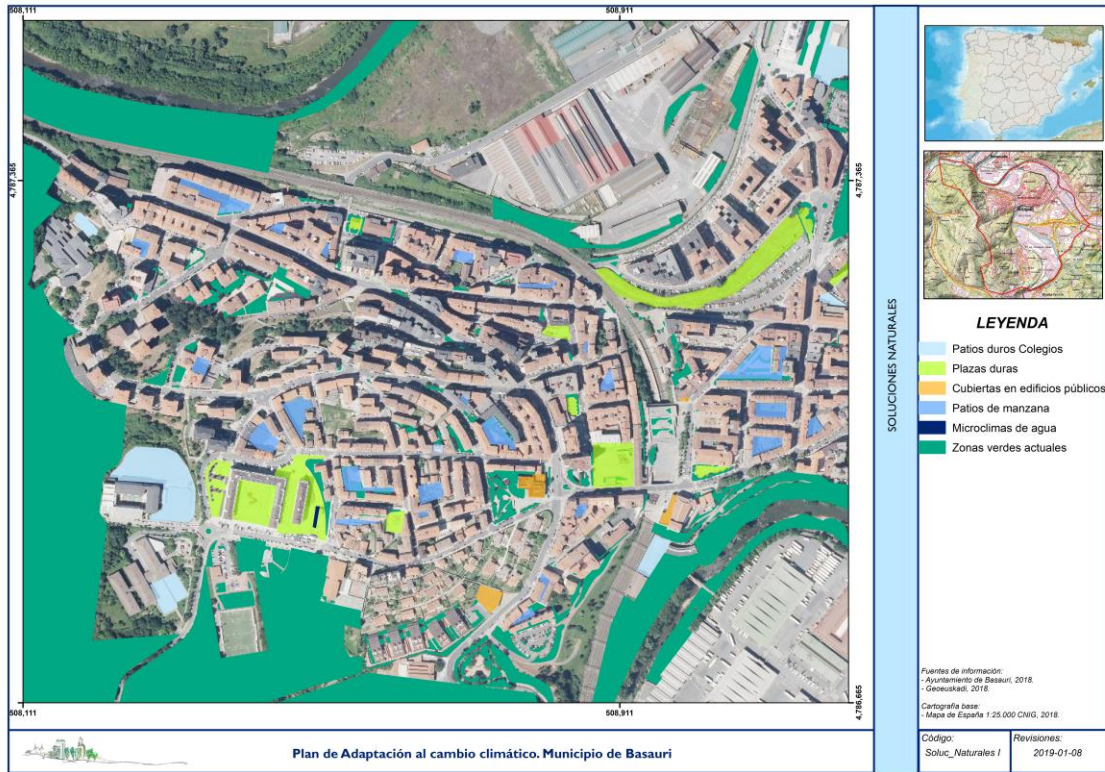 508,111
508,911
4,787,365
4,787,365
SOLUCIONES NATURALES
LEYENDA
Patios duros Colegios
Plazas duras
Cubiertas en edificios públicos
Patios de manzana
Microclimas de agua
Zonas verdes actuales
4,786,665
508,111
508,911
Fuentes de información:
- Ayuntamiento de Basauri, 2018.
- Geoeuskadi, 2018.
Cartografía base:
- Mapa de España 1:25.000 CNIG, 2018.
Plan de Adaptación al cambio climático. Municipio de Basauri
Código:
Soluc_Naturales I
Revisiones:
2019-01-08